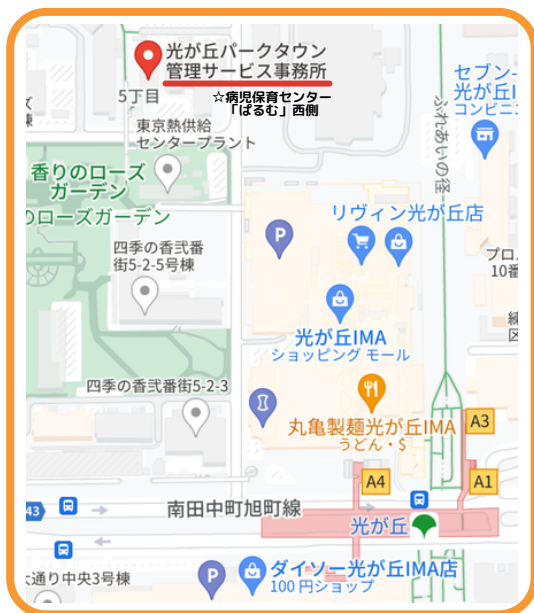 光が丘パークタウン
管理サービス事務所
5丁目
☆病児保育センター
「ぱるむ」西側
セブン-
光が丘I
コンビニ
東京熱供給
センタープラント
ふれあいの径
香りのローズ
ガーデン
のローズガーデン
リヴィン光が丘店
P
四季の香弐番
街5-2-5号棟
プロ
10番
光が丘IMA
ショッピング モール
練
区
四季の香弐番街5-2-3
丸亀製麺光が丘IMA
うどん・$
A3
A4
A1
43
南田中町旭町線
光が丘
ダイソー光が丘IMA店
100 円ショップ
P
大通り中央3号棟